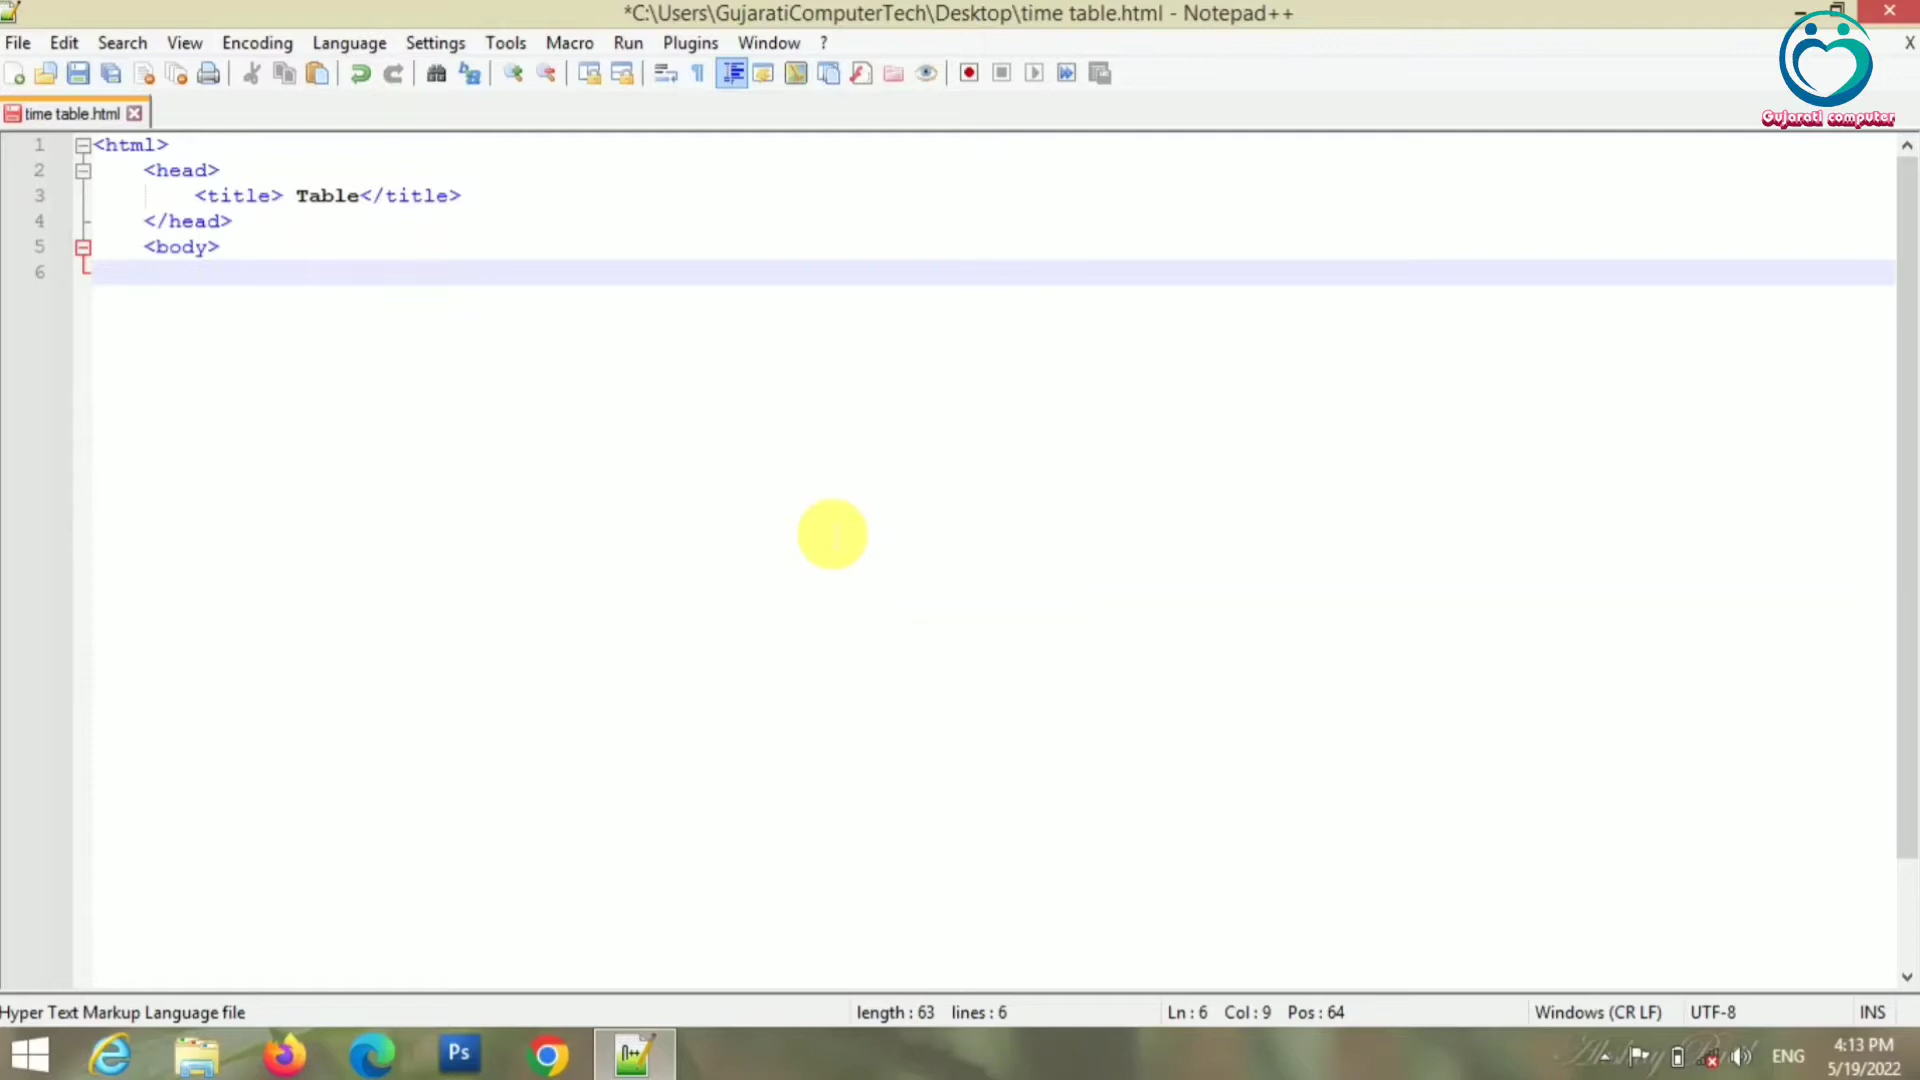 *C:\Users\GujaratiComputerTech\Desktop\time table.html - Notepad++
File Edit Search View Encoding Language Settings Tools Macro Run Plugins Window ? X
Gujarati computer
time table.html
1 <html>
2 <head>
3 <title> Table</title>
4 </head>
5 <body>
6
Hyper Text Markup Language file length : 63 lines : 6 Ln : 6 Col : 9 Pos : 64 Windows (CR LF) UTF-8 INS
Ps
ENG
4:13 PM
5/19/2022